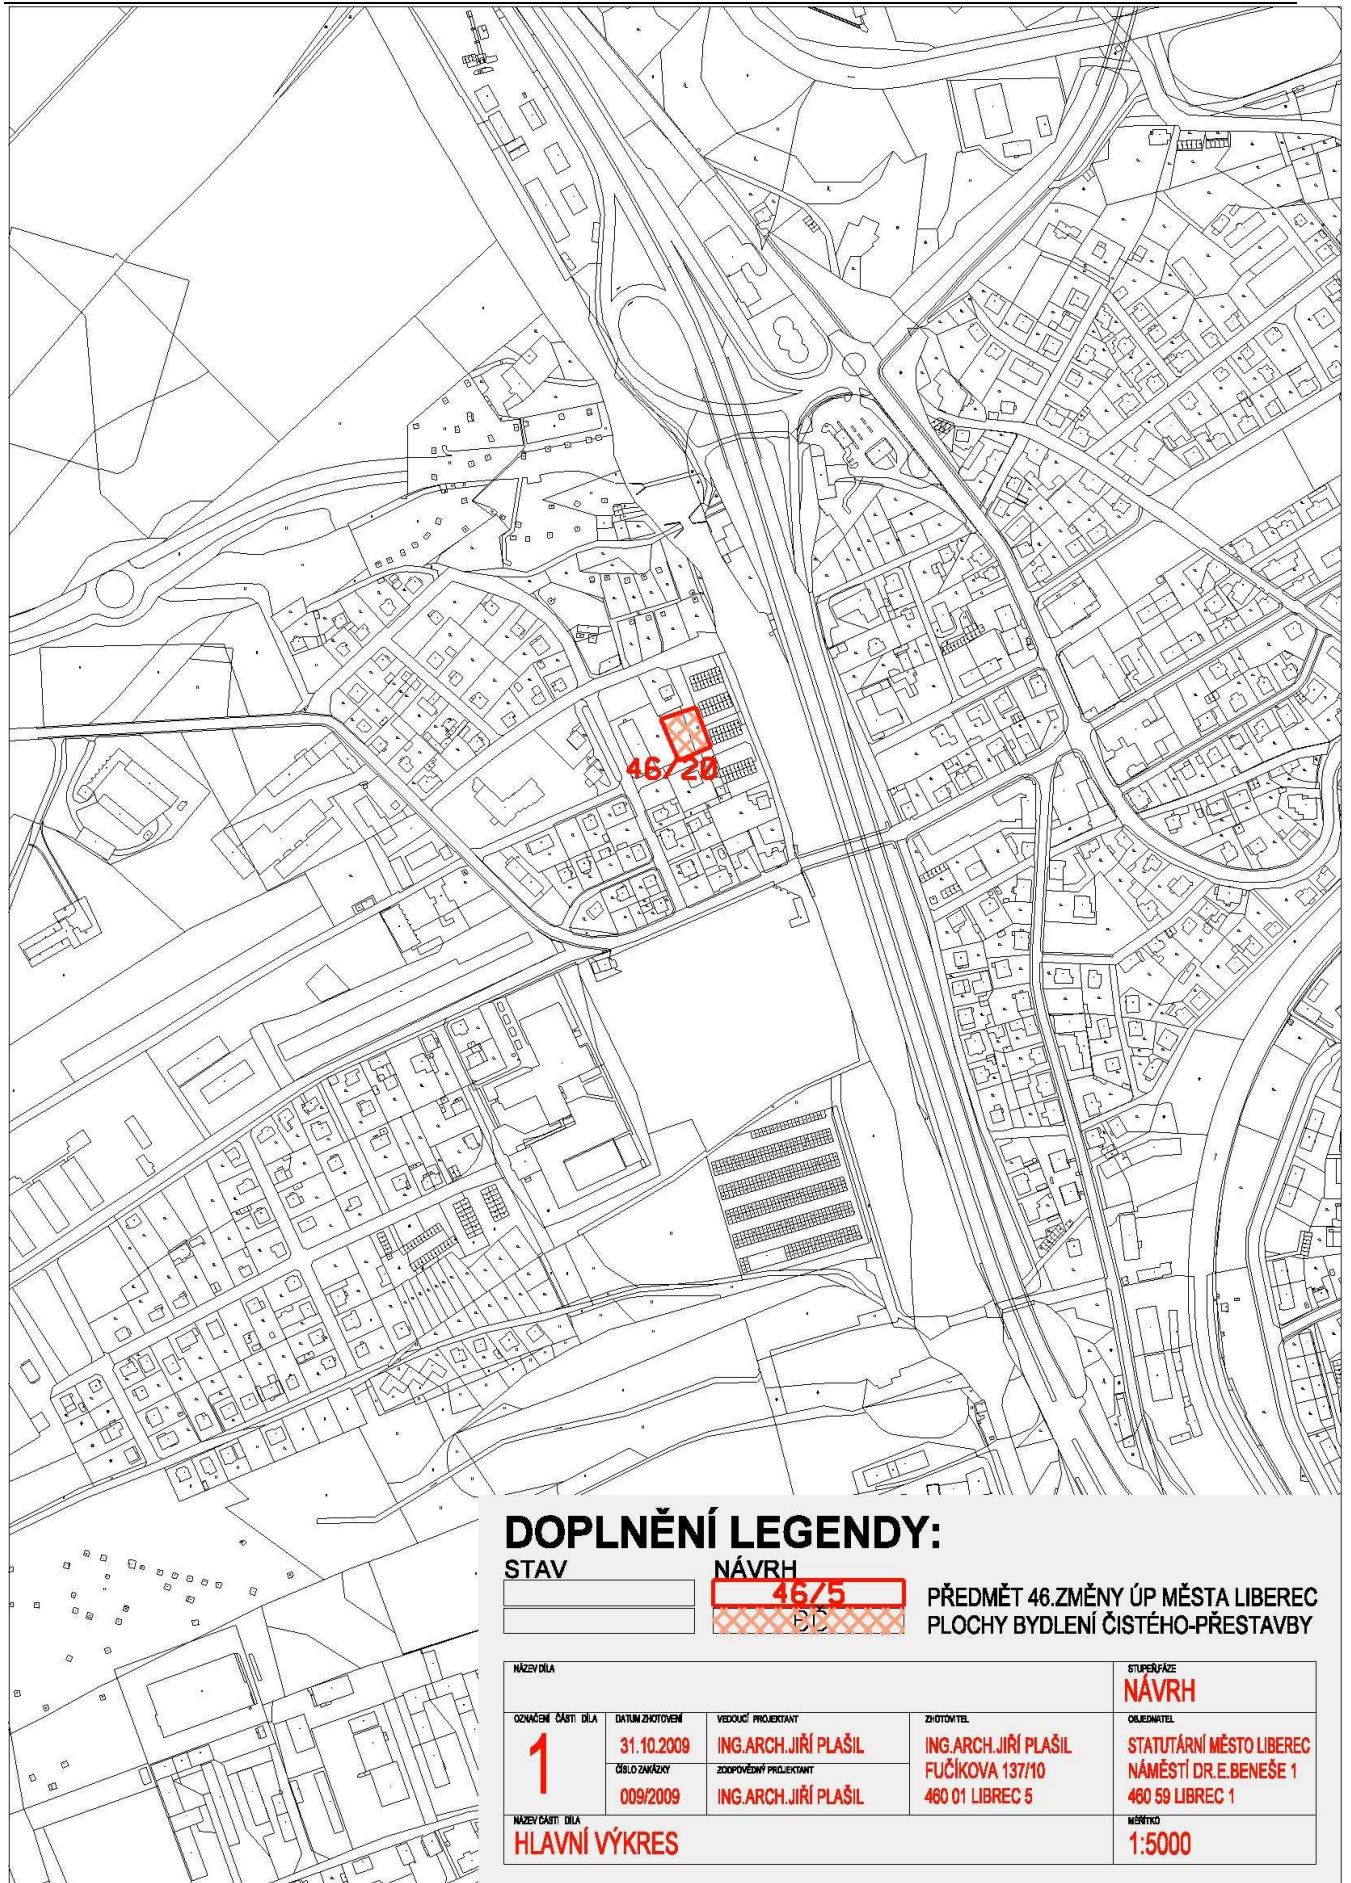 46/20
DOPLNĚNÍ LEGENDY:
STAV NÁVRH
46/5 PŘEDMĚT 46.ZMĚNY ÚP MĚSTA LIBEREC
PLOCHY BYDLENÍ ČISTÉHO-PŘESTAVBY
NÁZEV DÍLA
STUPEŇ/FÁZE
NÁVRH
OZNAČENÍ ČÁSTI DÍLA
1
DATUM ZHOTOVENÍ
31.10.2009
ČÍSLO ZAKÁZKY
009/2009
VEDOUCÍ PROJEKTANT
ING.ARCH.JIŘÍ PLAŠIL
ZODPOVĚDNÝ PROJEKTANT
ING.ARCH.JIŘÍ PLAŠIL
ZHOTOVITEL
ING.ARCH.JIŘÍ PLAŠIL
FUČÍKOVA 137/10
460 01 LIBREC 5
OBJEDNATEL
STATUTÁRNÍ MĚSTO LIBEREC
NÁMĚSTÍ DR.E.BENEŠE 1
460 59 LIBREC 1
NÁZEV ČÁSTI DÍLA
HLAVNÍ VÝKRES
MĚŘÍTKO
1:5000